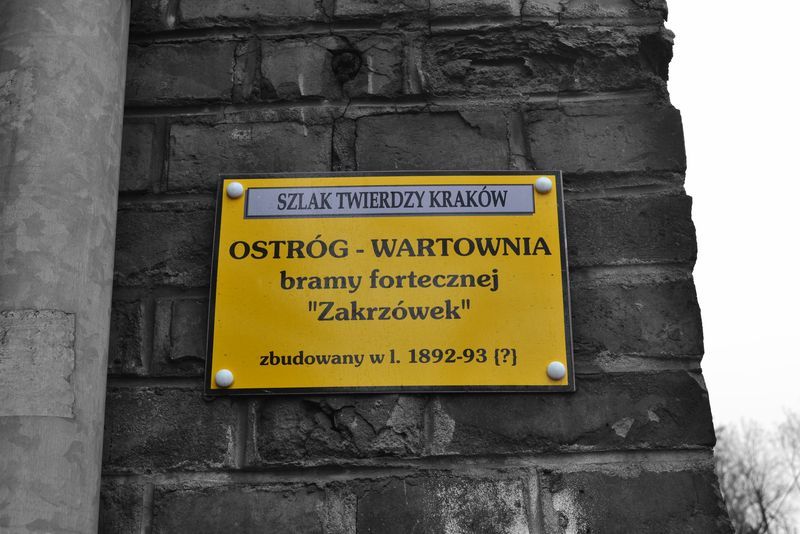 SZLAK TWIERDZY KRAKÓW
OSTRÓG - WARTOWNIA
bramy fortecznej
"Zakrzówek"
zbudowany w l. 1892-93 {?}